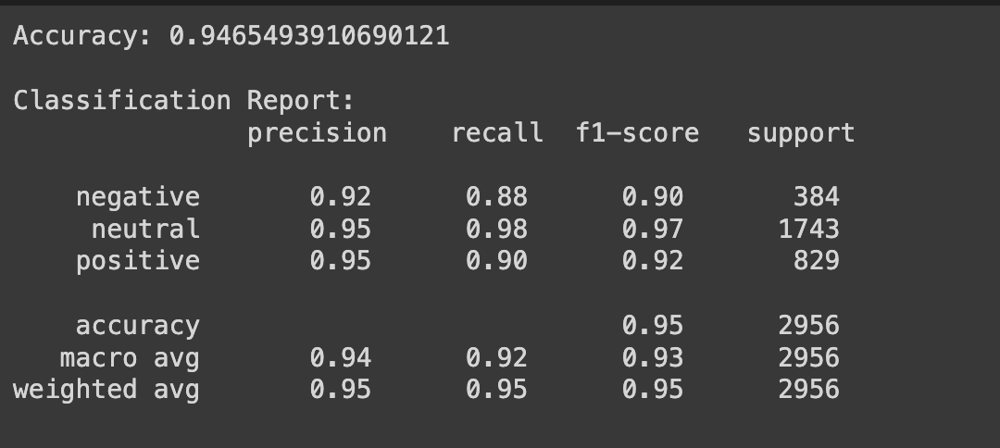 Accuracy: 0.9465493910690121
Classification Report:
precision recall f1-score support
negative 0.92 0.88 0.90 384
neutral 0.95 0.98 0.97 1743
positive 0.95 0.90 0.92 829
accuracy 0.95 2956
macro avg 0.94 0.92 0.93 2956
weighted avg 0.95 0.95 0.95 2956